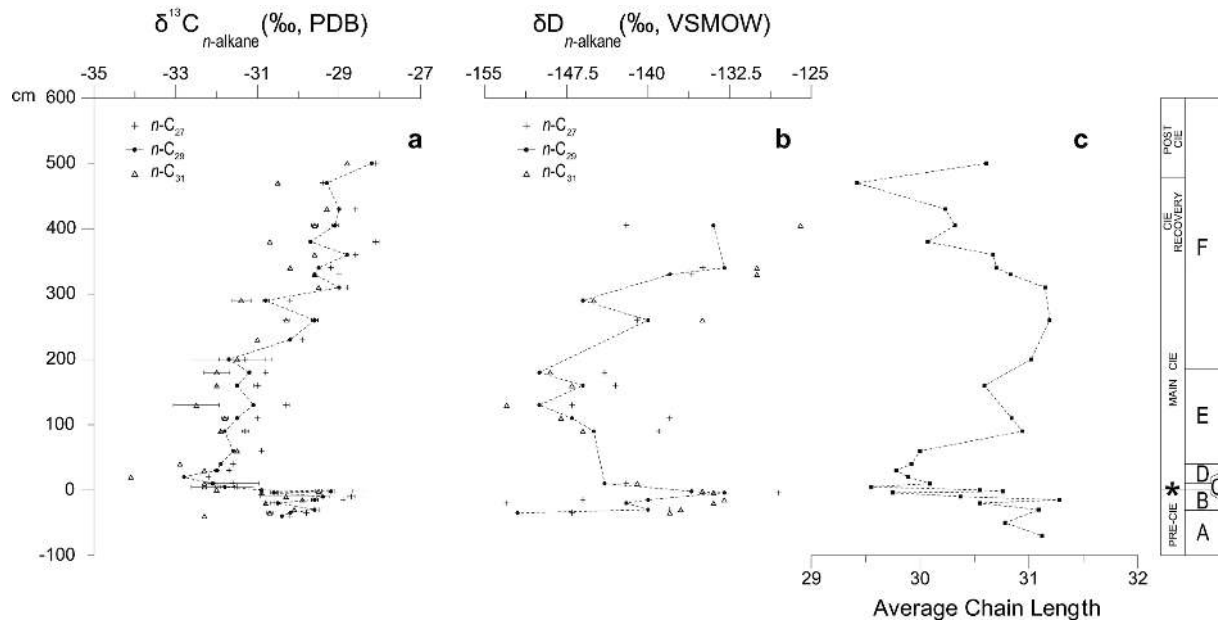 δ¹³C n-alkane (‰, PDB)
δD n-alkane (‰, VSMOW)
-35 -33 -31 -29 -27
-155 -147.5 -140 -132.5 -125
cm
600
500
400
300
200
100
0
-100
n-C₂₇
n-C₂₉
n-C₃₁
a
n-C₂₇
n-C₂₉
n-C₃₁
b
c
29 30 31 32
Average Chain Length
POST CIE
CIE RECOVERY
MAIN CIE
*
PRE-CIE
F
E
D
C
B
A